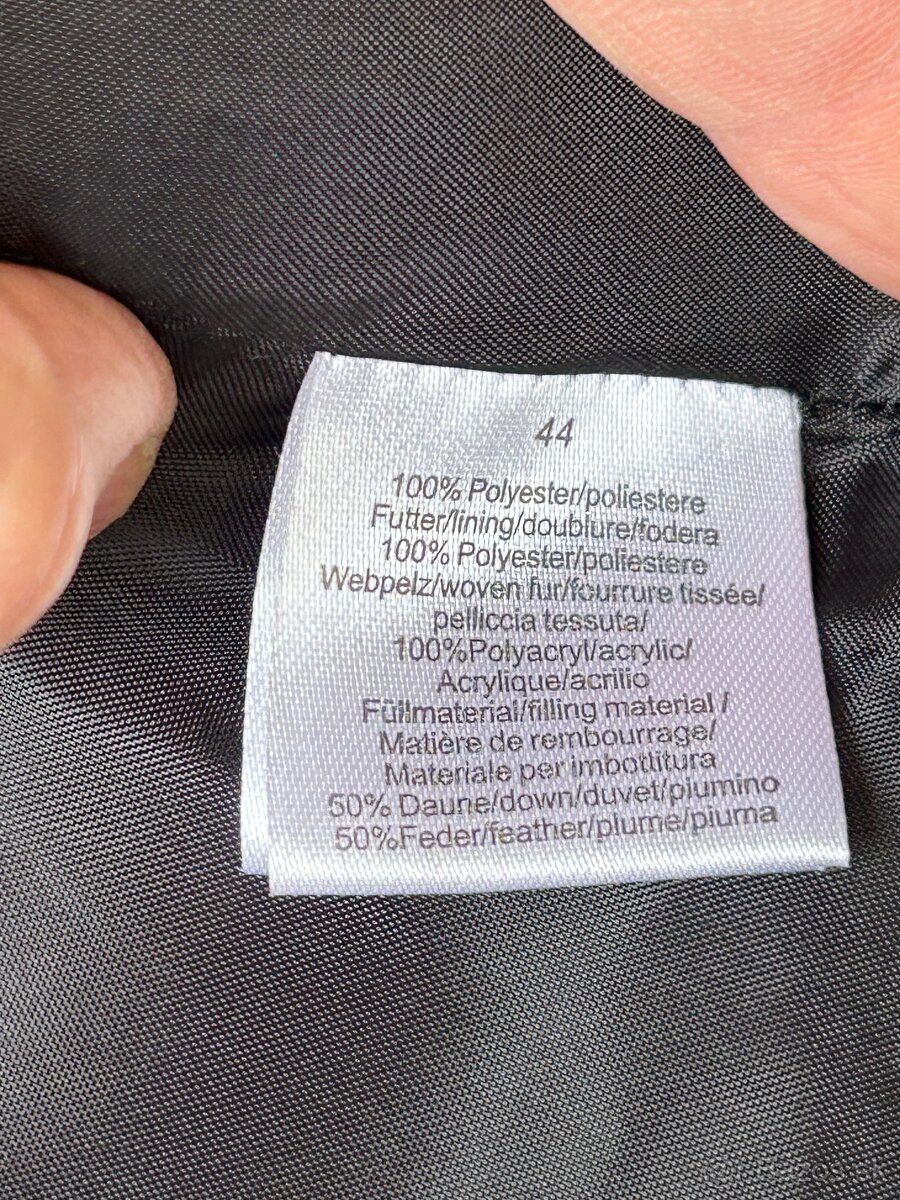 44
100% Polyester/poliestere
Futter/lining/doublure/fodera
100% Polyester/poliestere
Webpelz/woven fur/fourrure tissée/
pelliccia tessuta/
100%Polyacryl/acrylic/
Acrylique/acrilio
Füllmaterial/filling material /
Matière de rembourrage/
Materiale per imbottitura
50% Daune/down/duvet/piumino
50%Feder/feather/plume/piuma